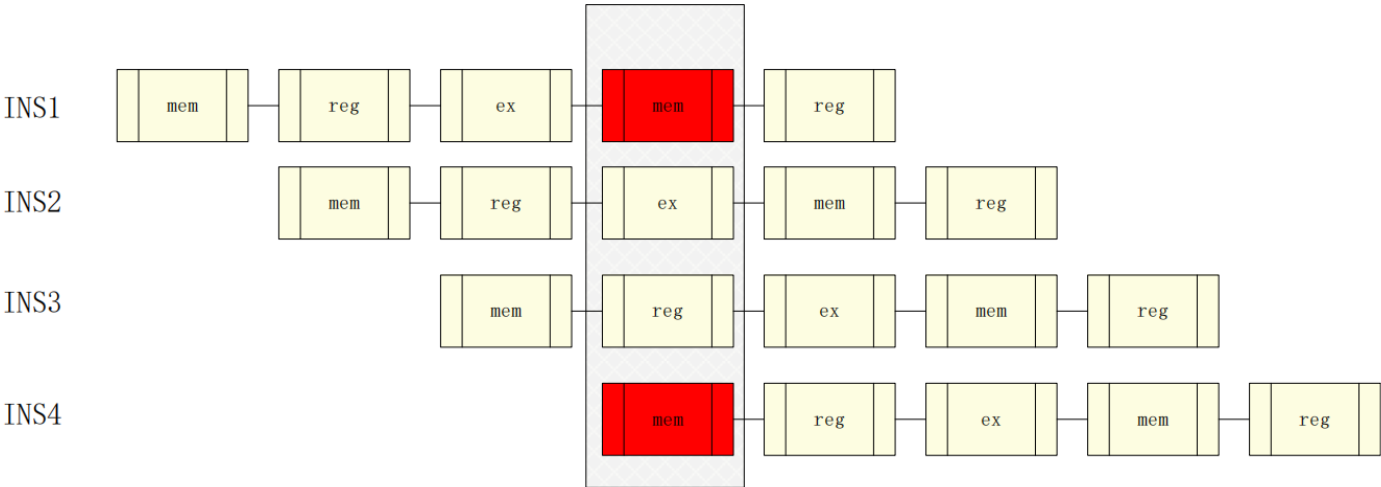 INS1 mem reg ex mem reg
INS2 mem reg ex mem reg
INS3 mem reg ex mem reg
INS4 mem reg ex mem reg